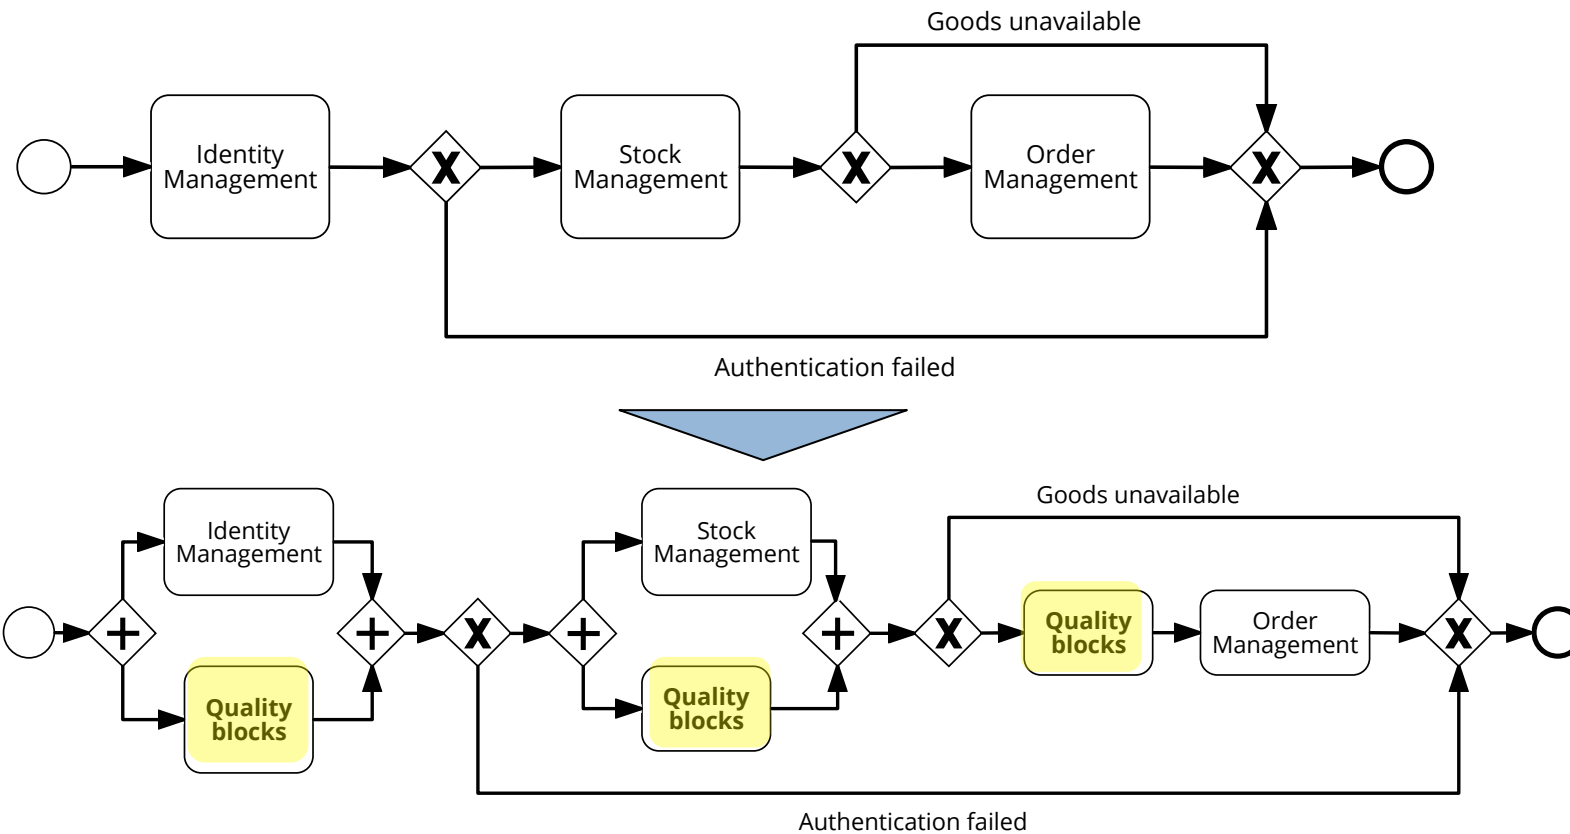 Goods unavailable
Identity
Management
X
Stock
Management
X
Order
Management
X
Authentication failed
Goods unavailable
Identity
Management
Stock
Management
Quality
blocks
Order
Management
+
+
X
+
+
X
X
Quality
blocks
Quality
blocks
Authentication failed